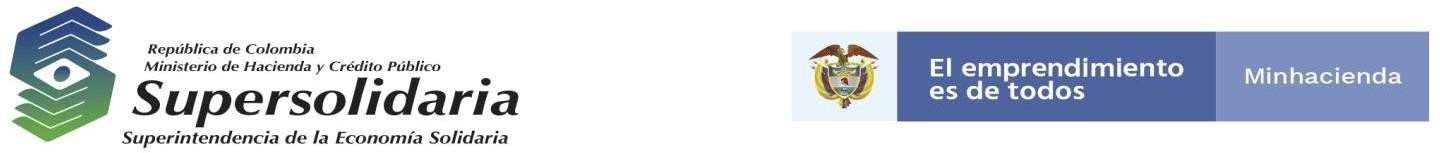 República de Colombia
Ministerio de Hacienda y Crédito Público
Supersolidaria
Superintendencia de la Economía Solidaria
El emprendimiento
es de todos
Minhacienda